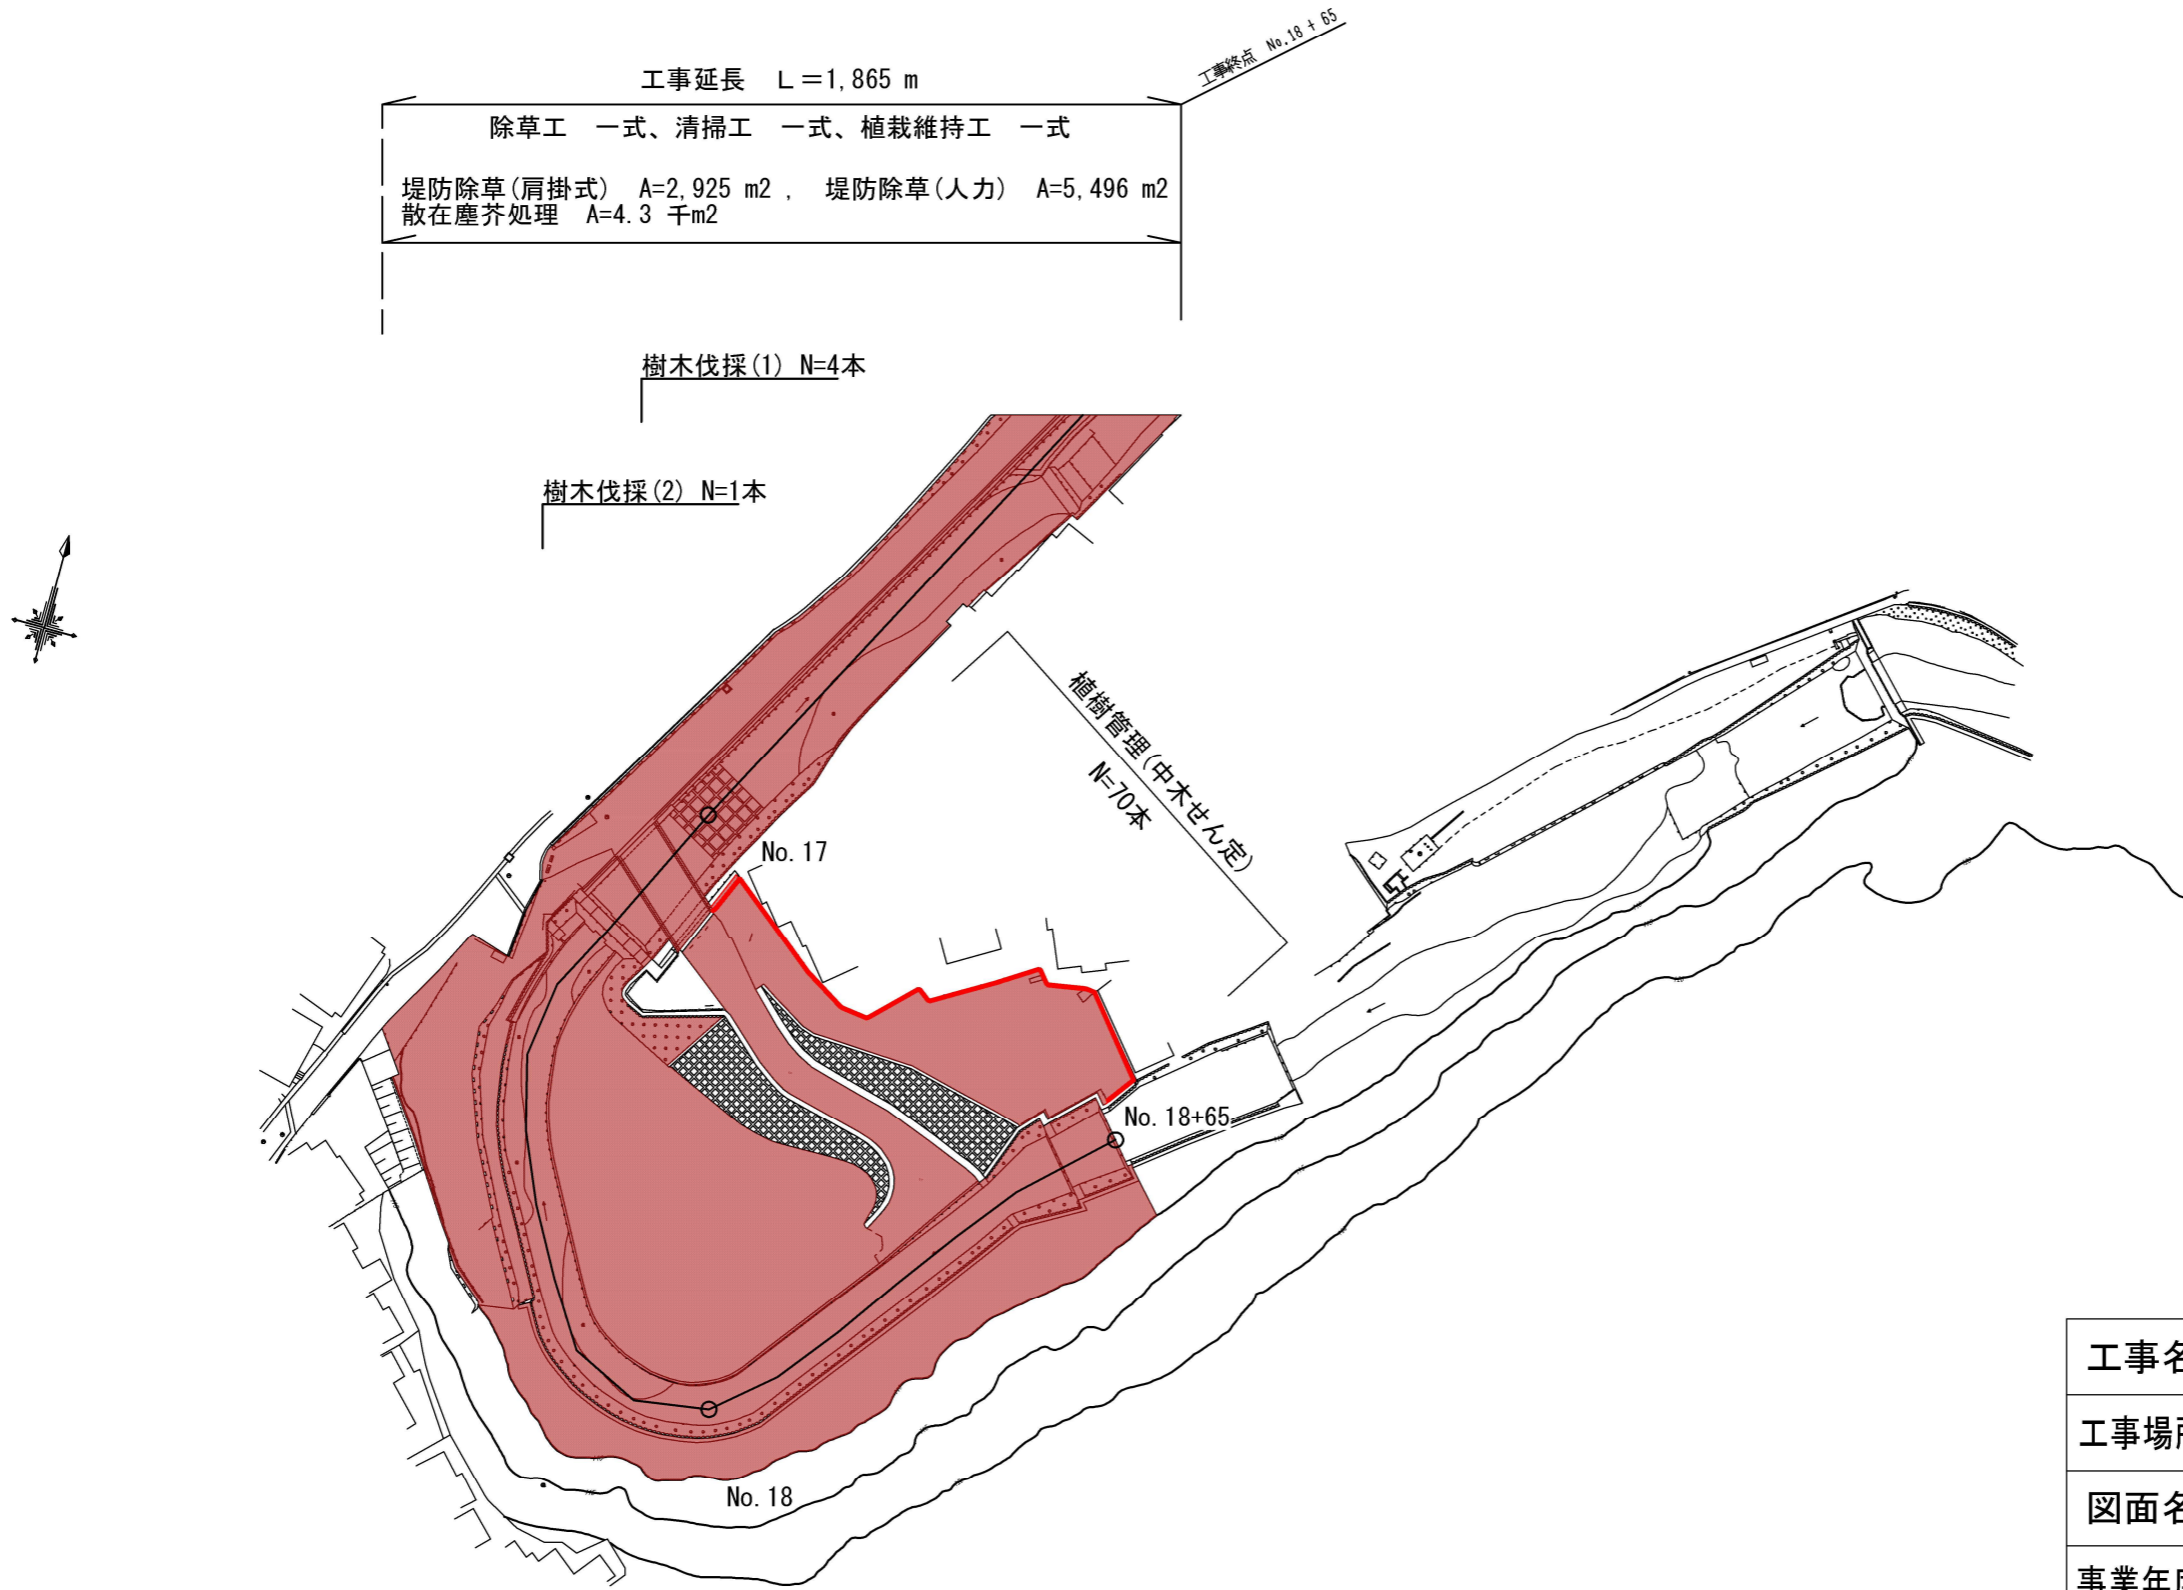 工事終点 No.18 + 65
工事延長 L=1,865 m
除草工 一式、清掃工 一式、植栽維持工 一式
堤防除草(肩掛式) A=2,925 m2 , 堤防除草(人力) A=5,496 m2
散在塵芥処理 A=4.3 千m2
樹木伐採(1) N=4本
樹木伐採(2) N=1本
植樹管理(中木せん定)
N=70本
No.17
No.18+65
No.18
工事名
工事場所
図面名
事業年度